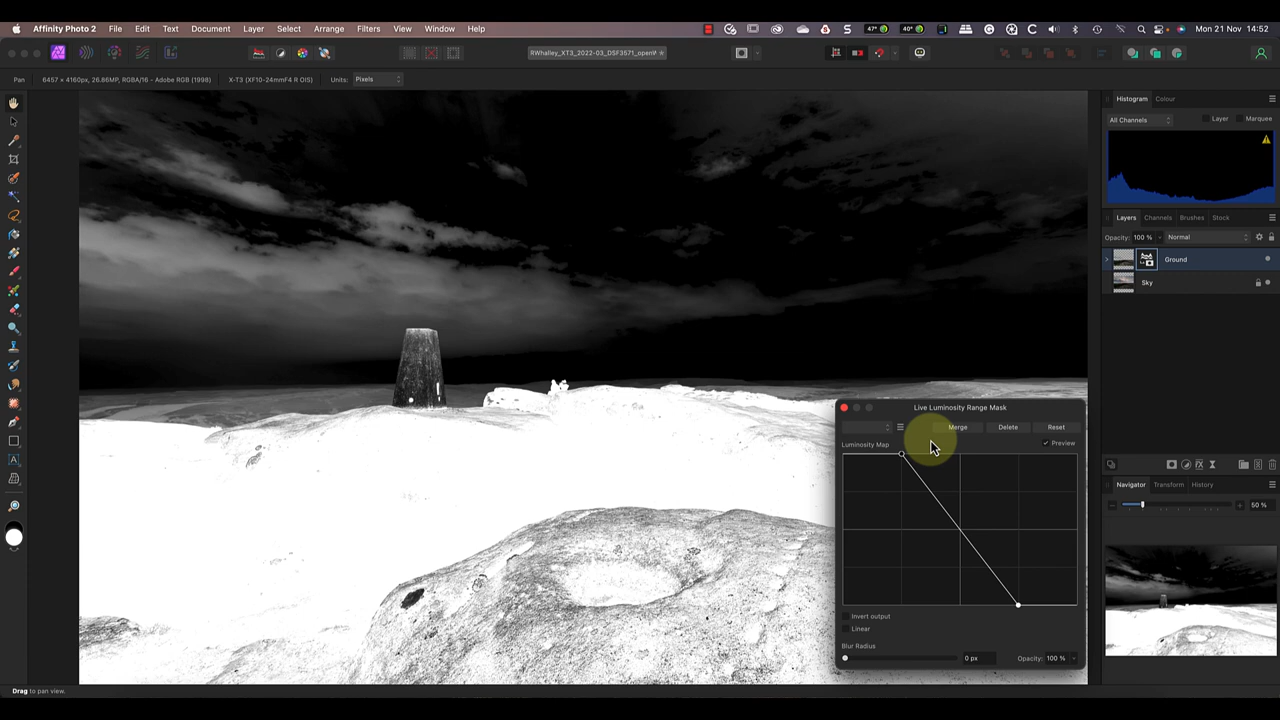 Affinity Photo 2 File Edit Text Document Layer Select Arrange Filters View Window Help 47° 40° Mon 21 Nov 14:52
RWhalley_XT3_2022-03_DSF3571_open
Pan 6457 × 4160px, 26.86MP, RGBA/16 - Adobe RGB (1998) X-T3 (XF10-24mmF4 R OIS) Units: Pixels
Histogram Colour
All Channels Layer Marquee
Layers Channels Brushes Stock
Opacity: 100 % Normal
Ground
Sky
Live Luminosity Range Mask
Merge Delete Reset
Luminosity Map Preview
Invert output
Linear
Blur Radius
0 px Opacity: 100 %
Navigator Transform History
50 %
Drag to pan view.